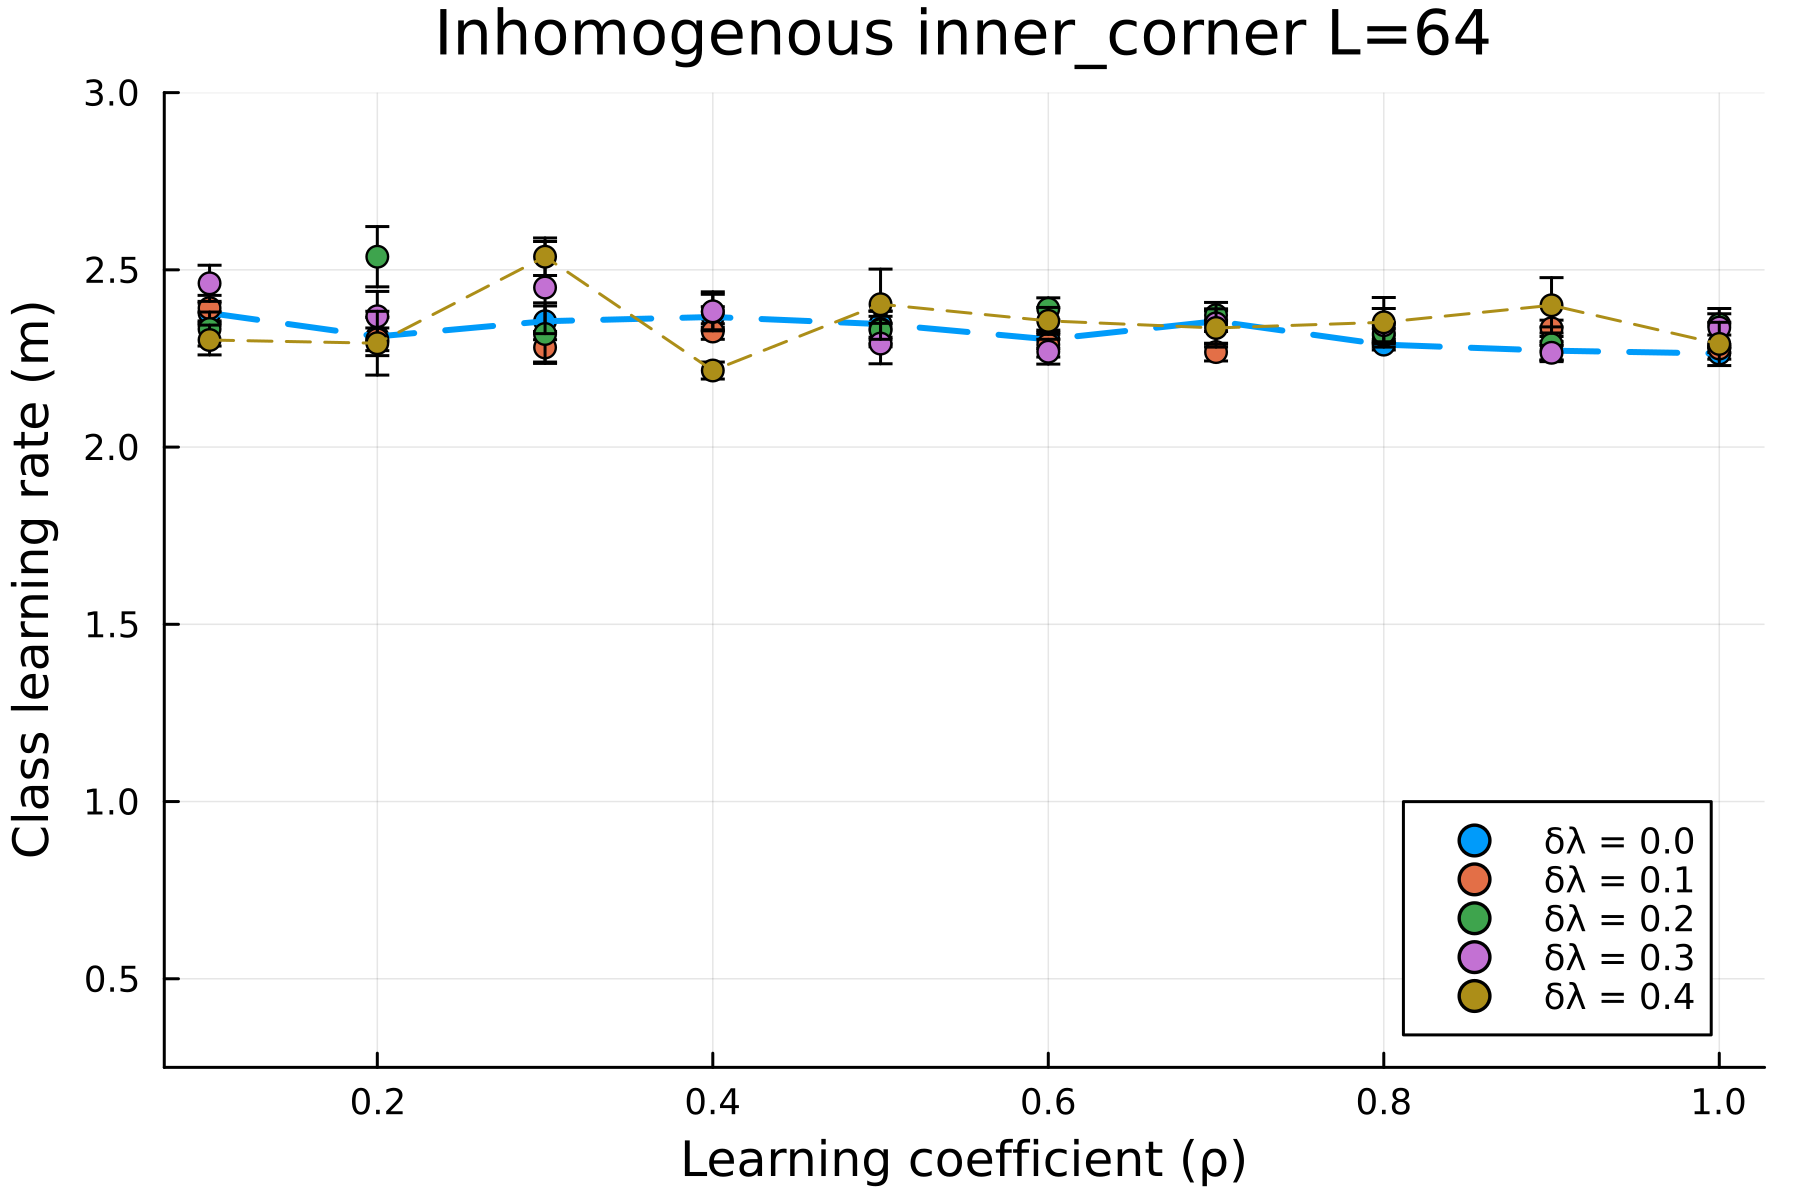 Inhomogenous inner_corner L=64
Class learning rate (m)
3.0
2.5
2.0
1.5
1.0
0.5
δλ = 0.0
δλ = 0.1
δλ = 0.2
δλ = 0.3
δλ = 0.4
0.2 0.4 0.6 0.8 1.0
Learning coefficient (ρ)